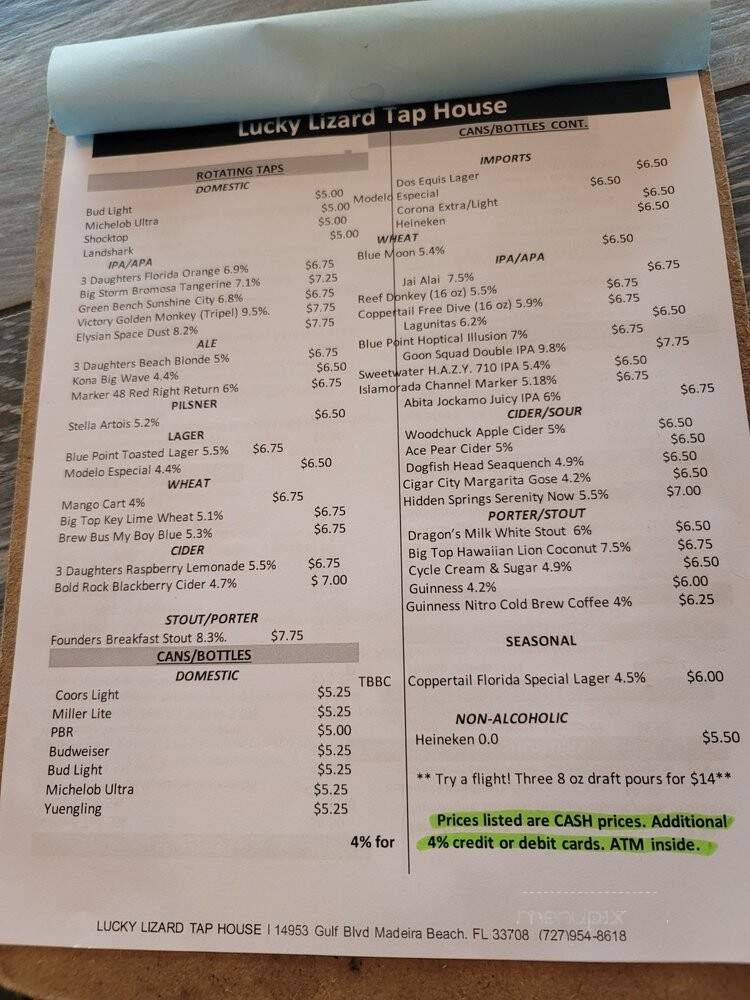 Lucky Lizard Tap House
ROTATING TAPS
DOMESTIC
Bud Light $5.00
Michelob Ultra $5.00
Shocktop $5.00
Landshark $5.00
IPA/APA
3 Daughters Florida Orange 6.9% $6.75
Big Storm Bromosa Tangerine 7.1% $7.25
Green Bench Sunshine City 6.8% $6.75
Victory Golden Monkey (Tripel) 9.5%. $7.75
Elysian Space Dust 8.2% $7.75
ALE
3 Daughters Beach Blonde 5% $6.75
Kona Big Wave 4.4% $6.50
Marker 48 Red Right Return 6% $6.75
PILSNER
Stella Artois 5.2% $6.50
LAGER
Blue Point Toasted Lager 5.5% $6.75
Modelo Especial 4.4% $6.50
WHEAT
Mango Cart 4% $6.75
Big Top Key Lime Wheat 5.1% $6.75
Brew Bus My Boy Blue 5.3% $6.75
CIDER
3 Daughters Raspberry Lemonade 5.5% $6.75
Bold Rock Blackberry Cider 4.7% $ 7.00
STOUT/PORTER
Founders Breakfast Stout 8.3%. $7.75
CANS/BOTTLES
DOMESTIC
Coors Light $5.25
Miller Lite $5.25
PBR $5.00
Budweiser $5.25
Bud Light $5.25
Michelob Ultra $5.25
Yuengling $5.25
CANS/BOTTLES CONT.
IMPORTS
Dos Equis Lager $6.50
Modelo Especial $6.50
Corona Extra/Light $6.50
Heineken $6.50
WHEAT
Blue Moon 5.4% $6.50
IPA/APA
Jai Alai 7.5% $6.75
Reef Donkey (16 oz) 5.5% $6.75
Coppertail Free Dive (16 oz) 5.9% $6.75
Lagunitas 6.2% $6.50
Blue Point Hoptical Illusion 7% $6.75
Goon Squad Double IPA 9.8% $7.75
Sweetwater H.A.Z.Y. 710 IPA 5.4% $6.50
Islamorada Channel Marker 5.18% $6.75
Abita Jockamo Juicy IPA 6% $6.75
CIDER/SOUR
Woodchuck Apple Cider 5% $6.50
Ace Pear Cider 5% $6.50
Dogfish Head Seaquench 4.9% $6.50
Cigar City Margarita Gose 4.2% $6.50
Hidden Springs Serenity Now 5.5% $7.00
PORTER/STOUT
Dragon's Milk White Stout 6% $6.50
Big Top Hawaiian Lion Coconut 7.5% $6.75
Cycle Cream & Sugar 4.9% $6.50
Guinness 4.2% $6.00
Guinness Nitro Cold Brew Coffee 4% $6.25
SEASONAL
TBBC Coppertail Florida Special Lager 4.5% $6.00
NON-ALCOHOLIC
Heineken 0.0 $5.50
** Try a flight! Three 8 oz draft pours for $14**
Prices listed are CASH prices. Additional
4% for 4% credit or debit cards. ATM inside.
menupix
LUCKY LIZARD TAP HOUSE I 14953 Gulf Blvd Madeira Beach. FL 33708 (727)954-8618